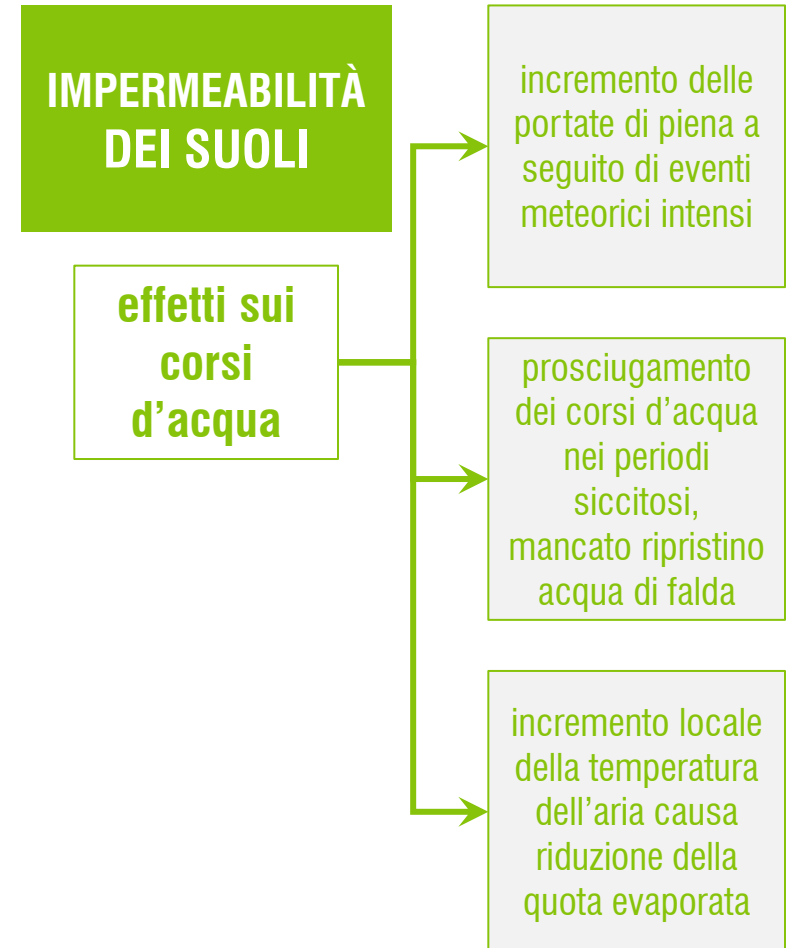 IMPERMEABILITÀ
DEI SUOLI
effetti sui
corsi
d’acqua
incremento delle
portate di piena a
seguito di eventi
meteorici intensi
prosciugamento
dei corsi d’acqua
nei periodi
siccitosi,
mancato ripristino
acqua di falda
incremento locale
della temperatura
dell’aria causa
riduzione della
quota evaporata